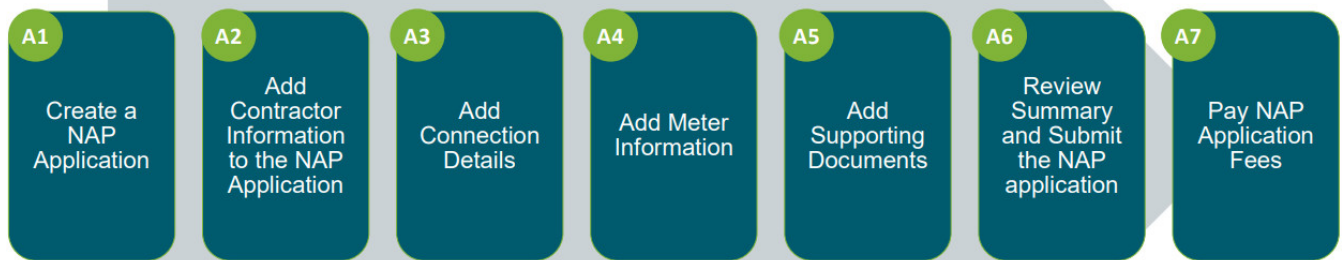 A1
Create a
NAP
Application
A2
Add
Contractor
Information
to the NAP
Application
A3
Add
Connection
Details
A4
Add Meter
Information
A5
Add
Supporting
Documents
A6
Review
Summary
and Submit
the NAP
application
A7
Pay NAP
Application
Fees